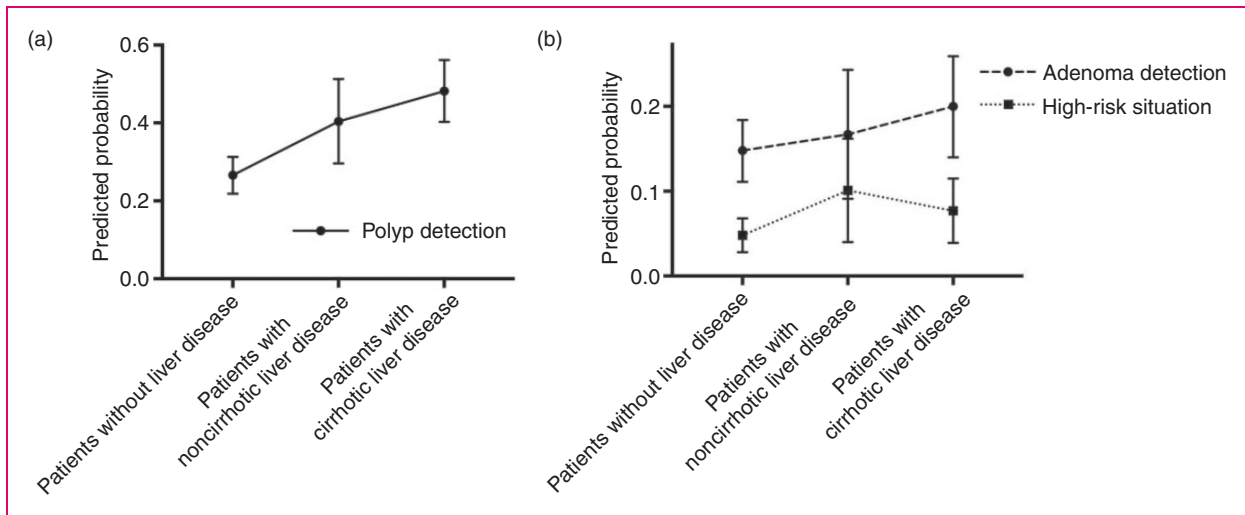 (a)
0.6
0.4
0.2
0.0
Predicted probability
Polyp detection
Patients without liver disease
Patients with
noncirrhotic liver disease
Patients with
cirrhotic liver disease
(b)
0.2
0.1
0.0
Predicted probability
Adenoma detection
High-risk situation
Patients without liver disease
Patients with
noncirrhotic liver disease
Patients with
cirrhotic liver disease